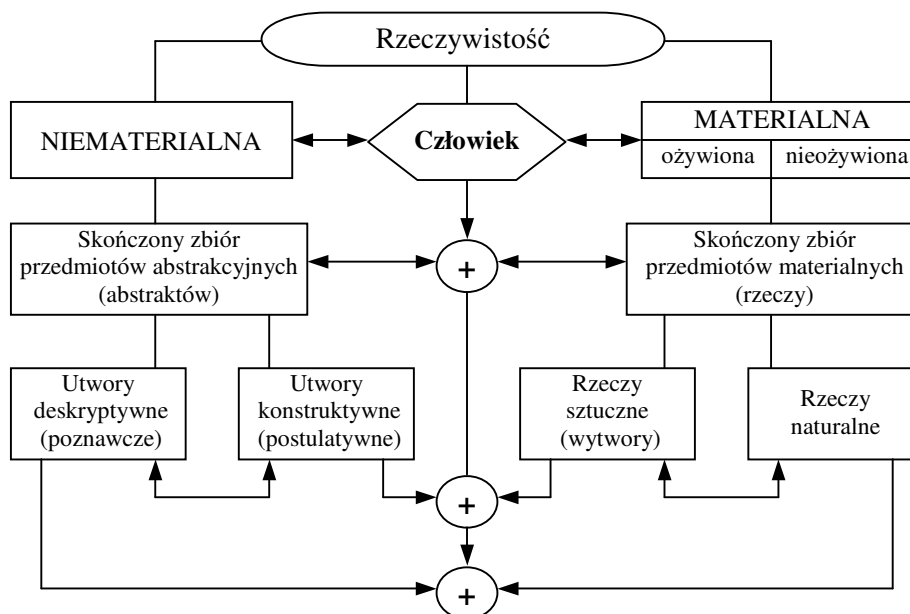 Rzeczywistość
NIEMATERIALNA
Człowiek
MATERIALNA
ożywiona
nieożywiona
Skończony zbiór
przedmiotów abstrakcyjnych
(abstraktów)
+
Skończony zbiór
przedmiotów materialnych
(rzeczy)
Utwory
deskryptywne
(poznawcze)
Utwory
konstruktywne
(postulatywne)
Rzeczy
sztuczne
(wytwory)
Rzeczy
naturalne
+
+